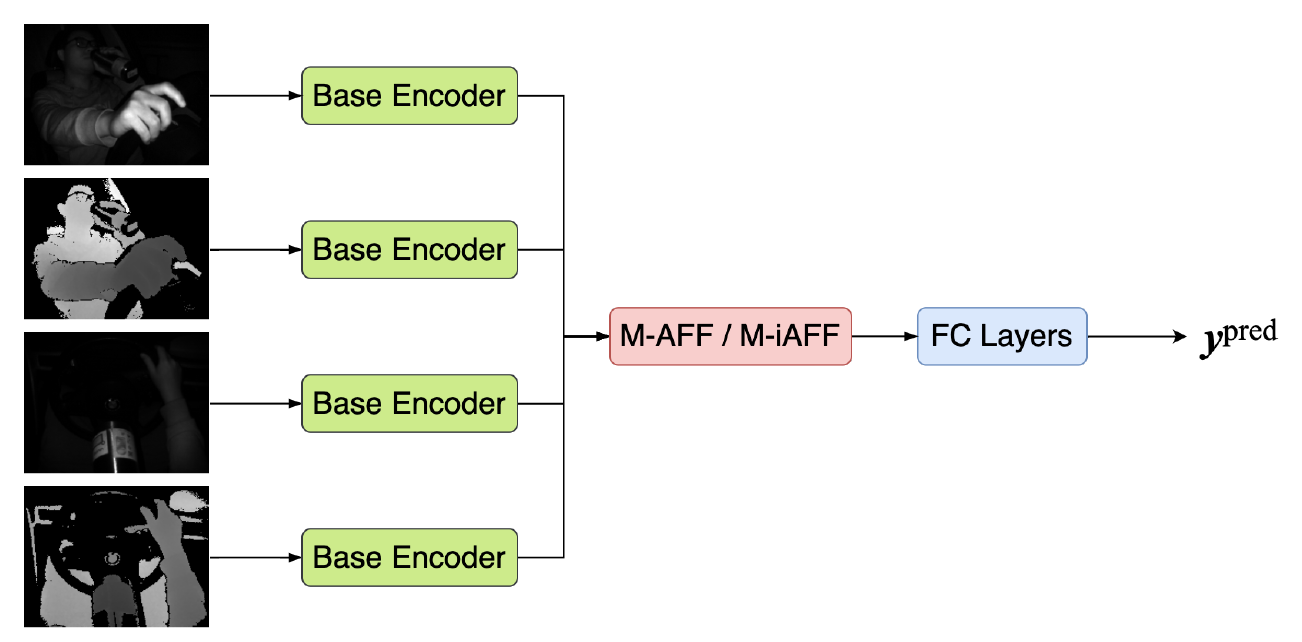 Base Encoder
Base Encoder
M-AFF / M-iAFF
FC Layers
y^pred
Base Encoder
Base Encoder